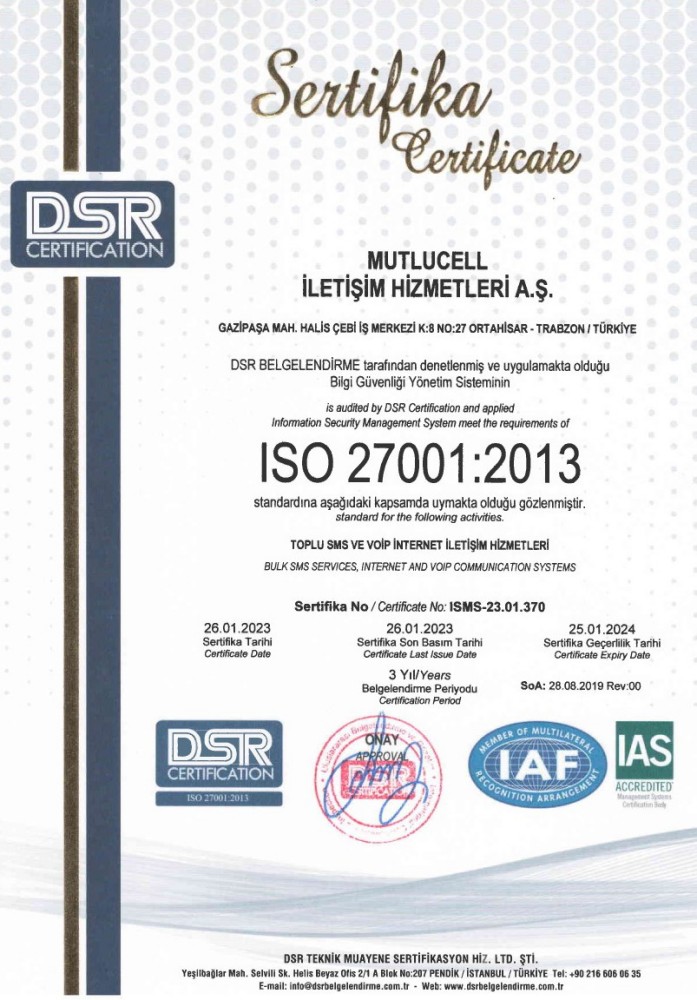 Sertifika
Certificate
DSR
CERTIFICATION
MUTLUCELL
İLETİŞİM HİZMETLERİ A.Ş.
GAZİPAŞA MAH. HALİS ÇEBİ İŞ MERKEZİ K:8 NO:27 ORTAHİSAR - TRABZON / TÜRKİYE
DSR BELGELENDİRME tarafından denetlenmiş ve uygulamakta olduğu
Bilgi Güvenliği Yönetim Sisteminin
is audited by DSR Certification and applied
Information Security Management System meet the requirements of
ISO 27001:2013
standardına aşağıdaki kapsamda uymakta olduğu gözlenmiştir.
standard for the following activities.
TOPLU SMS VE VOİP İNTERNET İLETİŞİM HİZMETLERİ
BULK SMS SERVICES, INTERNET AND VOIP COMMUNICATION SYSTEMS
Sertifika No / Certificate No: ISMS-23.01.370
26.01.2023
Sertifika Tarihi
Certificate Date
26.01.2023
Sertifika Son Basım Tarihi
Certificate Last Issue Date
25.01.2024
Sertifika Geçerlilik Tarihi
Certificate Expiry Date
3 Yıl/Years
Belgelendirme Periyodu
Certification Period
SoA: 28.08.2019 Rev:00
DSR
CERTIFICATION
ISO 27001:2013
ONAY
APPROVAL
MEMBER OF MULTILATERAL
IAF
RECOGNITION ARRANGEMENT
IAS
ACCREDITED
Management Systems
Certification Body
DSR TEKNİK MUAYENE SERTİFİKASYON HİZ. LTD. ŞTİ.
Yeşilbağlar Mah. Selvili Sk. Helis Beyaz Ofis 2/1 A Blok No:207 PENDİK / İSTANBUL / TÜRKİYE Tel: +90 216 606 06 35
E-mail: info@dsrbelgelendirme.com.tr - Web: www.dsrbelgelendirme.com.tr